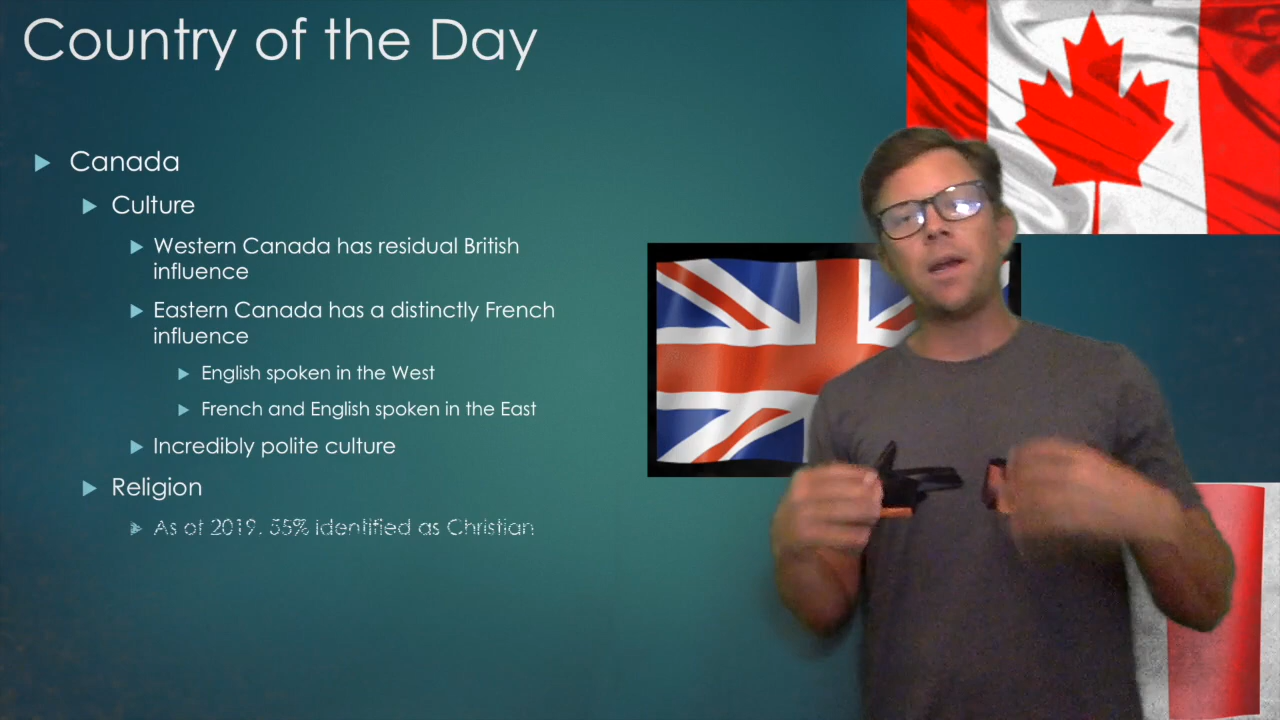 Country of the Day
Canada
Culture
Western Canada has residual British
influence
Eastern Canada has a distinctly French
influence
English spoken in the West
French and English spoken in the East
Incredibly polite culture
Religion
As of 2019, 55% identified as Christian